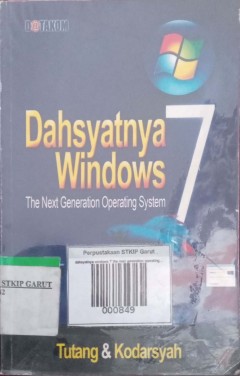 DATAKOM
Dahsyatnya
Windows 7
The Next Generation Operating System
Perpustakaan STKIP Garut
000849
STKIP GARUT
Tutang & Kodarsyah